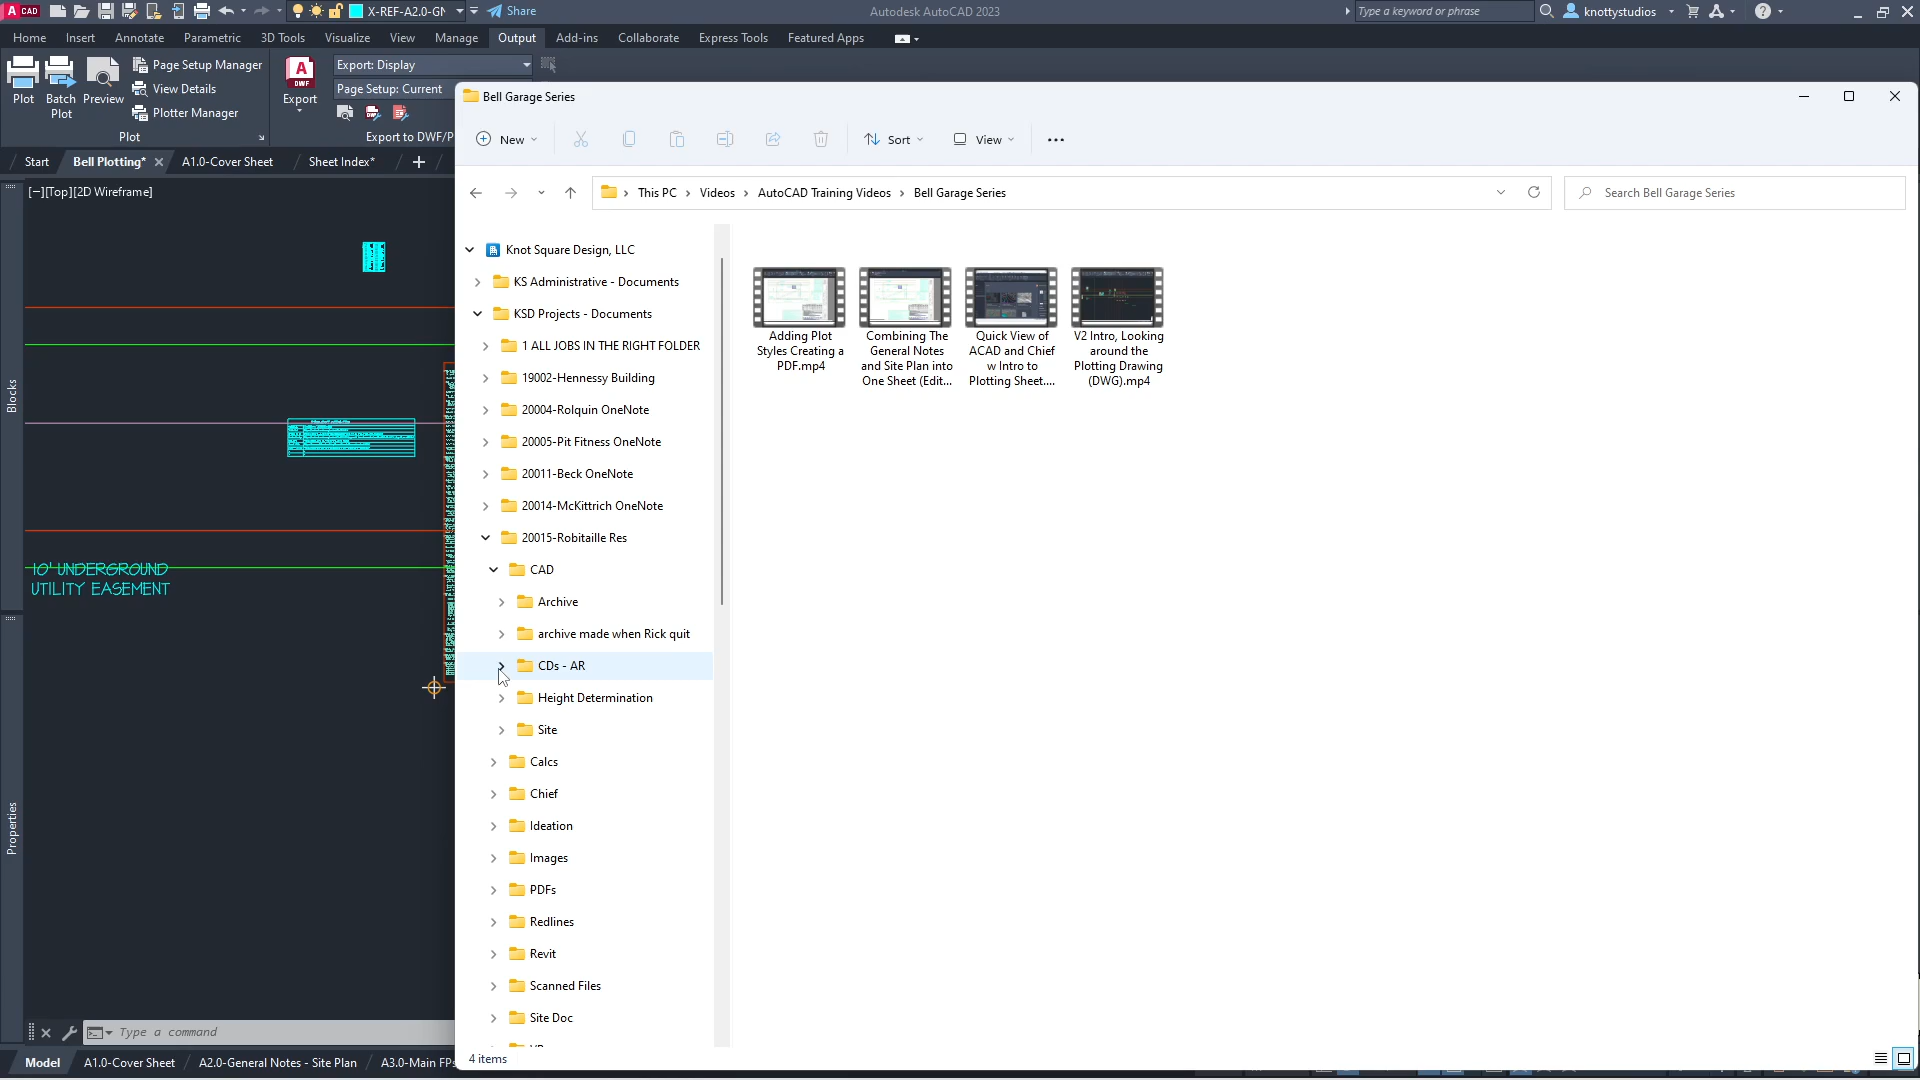 A CAD
X-REF-A2.0-GN
Share
Autodesk AutoCAD 2023
Type a keyword or phrase
knottystudios
Home
Insert
Annotate
Parametric
3D Tools
Visualize
View
Manage
Output
Add-ins
Collaborate
Express Tools
Featured Apps
Plot
Batch
Plot
Preview
Page Setup Manager
View Details
Plotter Manager
Plot
DWF
Export
Export: Display
Page Setup: Current
Export to DWF/P
Start
Bell Plotting*
A1.0-Cover Sheet
Sheet Index*
[−][Top][2D Wireframe]
10' UNDERGROUND
UTILITY EASEMENT
Blocks
Properties
Type a command
Model
A1.0-Cover Sheet
A2.0-General Notes - Site Plan
A3.0-Main FPs
Bell Garage Series
New
Sort
View
This PC
Videos
AutoCAD Training Videos
Bell Garage Series
Search Bell Garage Series
Knot Square Design, LLC
KS Administrative - Documents
KSD Projects - Documents
1 ALL JOBS IN THE RIGHT FOLDER
19002-Hennessy Building
20004-Rolquin OneNote
20005-Pit Fitness OneNote
20011-Beck OneNote
20014-McKittrich OneNote
20015-Robitaille Res
CAD
Archive
archive made when Rick quit
CDs - AR
Height Determination
Site
Calcs
Chief
Ideation
Images
PDFs
Redlines
Revit
Scanned Files
Site Doc
Adding Plot
Styles Creating a
PDF.mp4
Combining The
General Notes
and Site Plan into
One Sheet (Edit...
Quick View of
ACAD and Chief
w Intro to
Plotting Sheet....
V2 Intro, Looking
around the
Plotting Drawing
(DWG).mp4
4 items